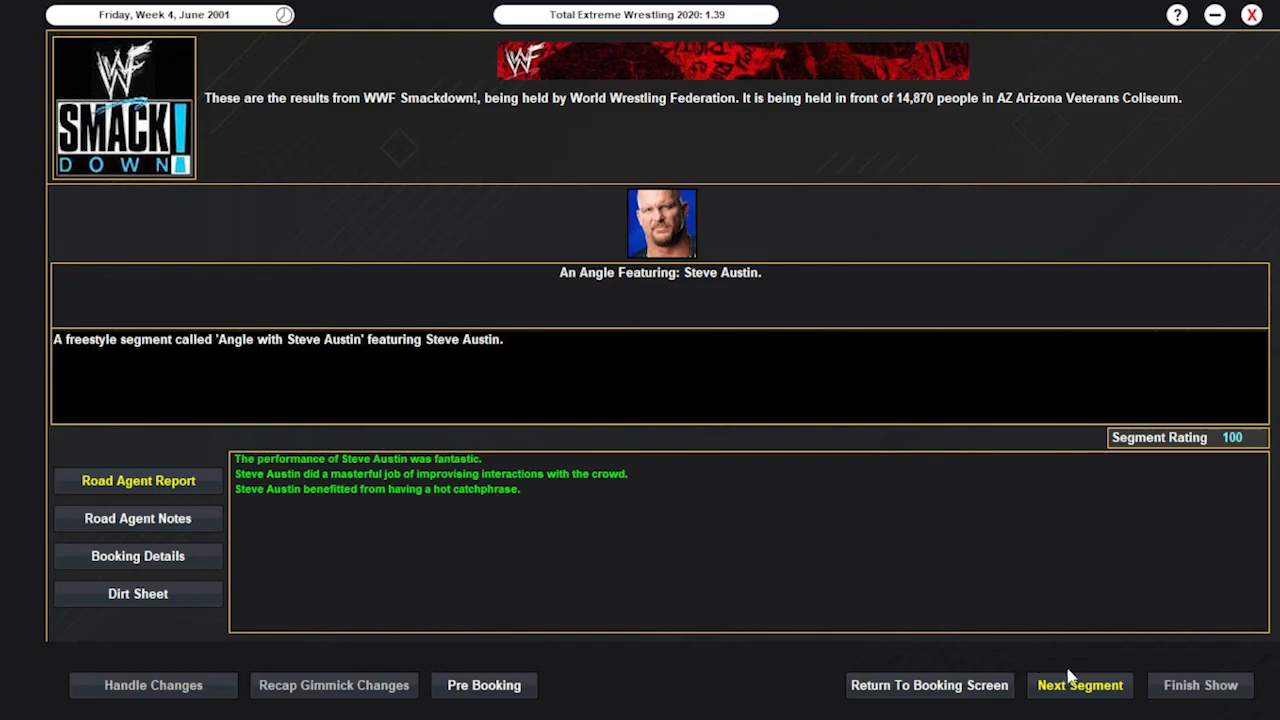 Friday, Week 4, June 2001
Total Extreme Wrestling 2020: 1.39
?
X
WF
SMACK
DOWN!
WF
These are the results from WWF Smackdown!, being held by World Wrestling Federation. It is being held in front of 14,870 people in AZ Arizona Veterans Coliseum.
An Angle Featuring: Steve Austin.
A freestyle segment called 'Angle with Steve Austin' featuring Steve Austin.
Segment Rating 100
Road Agent Report
Road Agent Notes
Booking Details
Dirt Sheet
The performance of Steve Austin was fantastic.
Steve Austin did a masterful job of improvising interactions with the crowd.
Steve Austin benefitted from having a hot catchphrase.
Handle Changes
Recap Gimmick Changes
Pre Booking
Return To Booking Screen
Next Segment
Finish Show